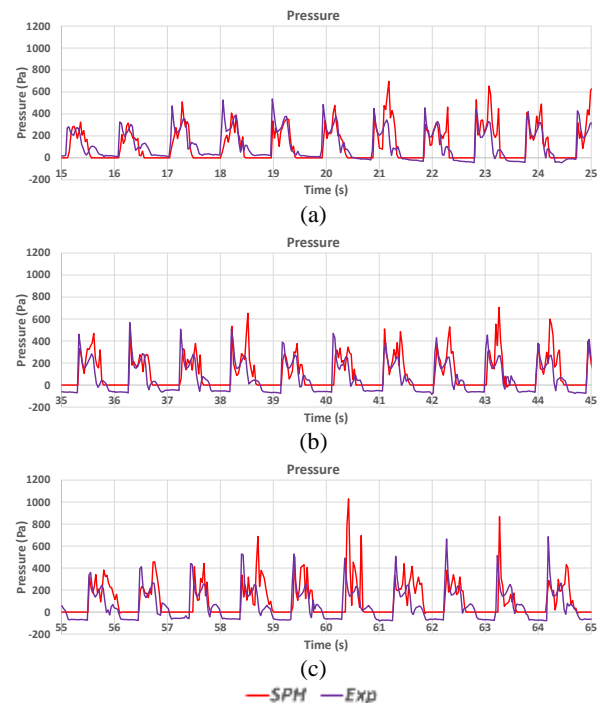 Pressure
Pressure (Pa)
1200
1000
800
600
400
200
0
-200
15 16 17 18 19 20 21 22 23 24 25
Time (s)
(a)
Pressure
Pressure (Pa)
1200
1000
800
600
400
200
0
-200
35 36 37 38 39 40 41 42 43 44 45
Time (s)
(b)
Pressure
Pressure (Pa)
1200
1000
800
600
400
200
0
-200
55 56 57 58 59 60 61 62 63 64 65
Time (s)
(c)
SPH Exp